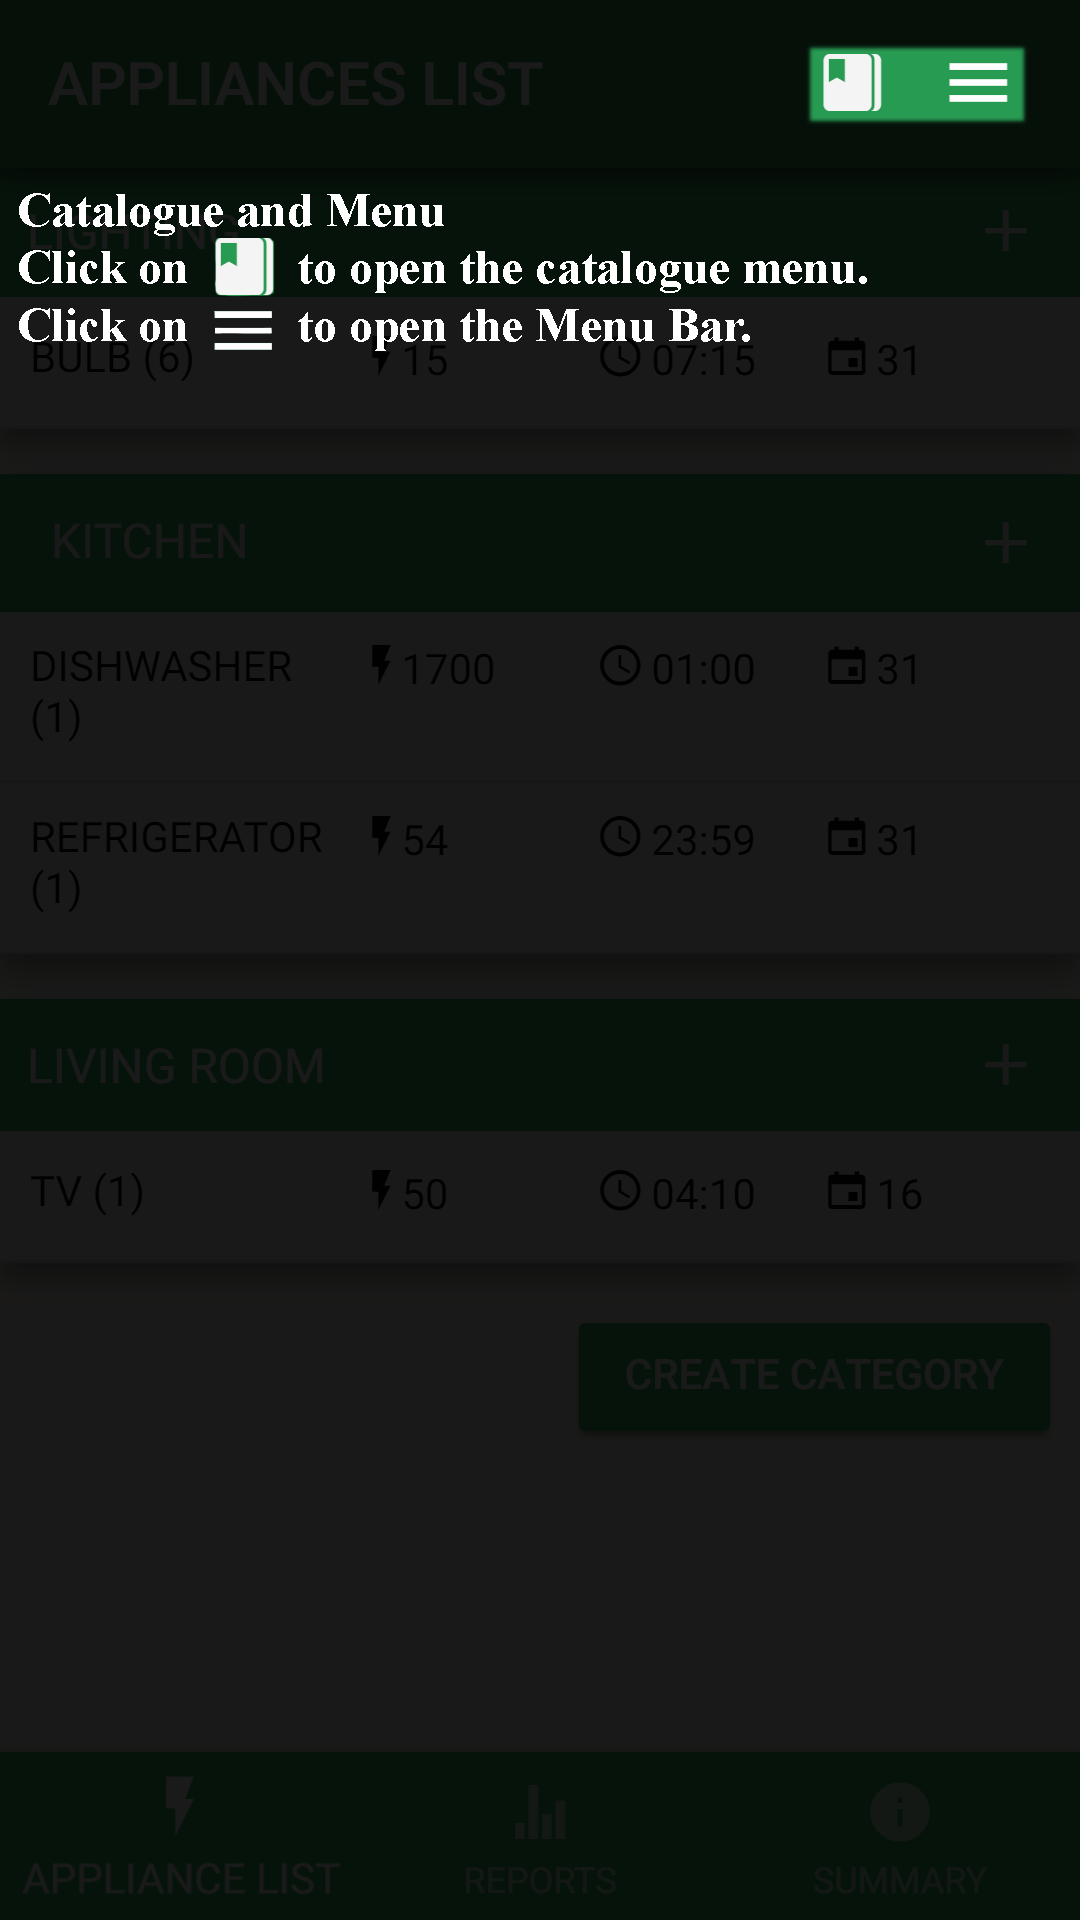 APPLIANCES LIST
Catalogue and Menu
LIGHTING
Click on to open the catalogue menu.
Click on to open the Menu Bar.
BULB (6) 15 07:15 31
KITCHEN
DISHWASHER (1) 1700 01:00 31
REFRIGERATOR (1) 54 23:59 31
LIVING ROOM
TV (1) 50 04:10 16
CREATE CATEGORY
APPLIANCE LIST REPORTS SUMMARY